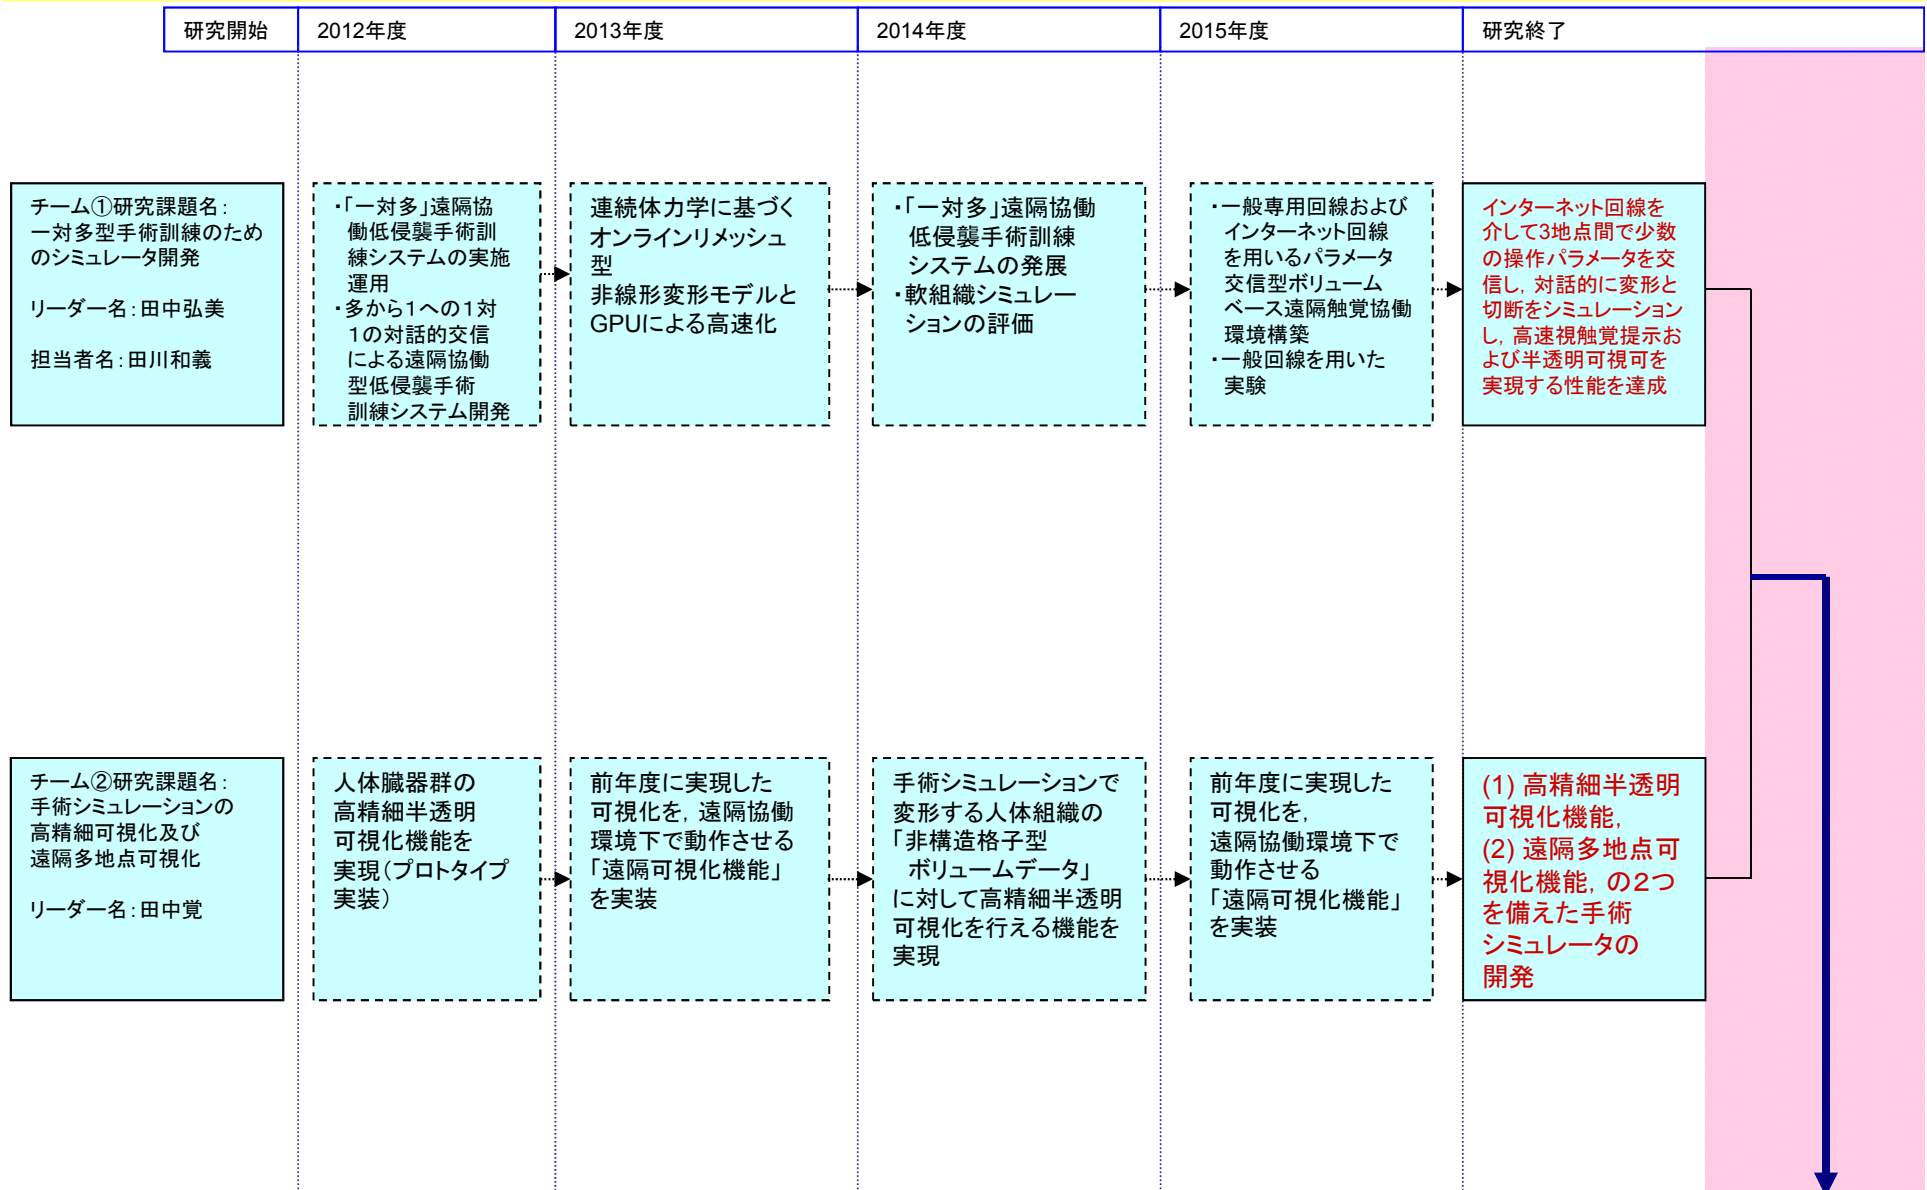 研究開始
2012年度
2013年度
2014年度
2015年度
研究終了
チーム①研究課題名：
一対多型手術訓練のため
のシミュレータ開発
リーダー名：田中弘美
担当者名：田川和義
・「一対多」遠隔協
働低侵襲手術訓
練システムの実施
運用
・多から１への１対
１の対話的交信
による遠隔協働
型低侵襲手術
訓練システム開発
連続体力学に基づく
オンラインリメッシュ
型
非線形変形モデルと
GPUによる高速化
・「一対多」遠隔協働
低侵襲手術訓練
システムの発展
・軟組織シミュレー
ションの評価
・一般専用回線および
インターネット回線
を用いるパラメータ
交信型ボリューム
ベース遠隔触覚協働
環境構築
・一般回線を用いた
実験
インターネット回線を
介して3地点間で少数
の操作パラメータを交
信し，対話的に変形と
切断をシミュレーション
し，高速視触覚提示お
よび半透明可視可を
実現する性能を達成
チーム②研究課題名：
手術シミュレーションの
高精細可視化及び
遠隔多地点可視化
リーダー名：田中覚
人体臓器群の
高精細半透明
可視化機能を
実現（プロトタイプ
実装）
前年度に実現した
可視化を，遠隔協働
環境下で動作させる
「遠隔可視化機能」
を実装
手術シミュレーションで
変形する人体組織の
「非構造格子型
ボリュームデータ」
に対して高精細半透明
可視化を行える機能を
実現
前年度に実現した
可視化を，
遠隔協働環境下で
動作させる
「遠隔可視化機能」
を実装
(1) 高精細半透明
可視化機能，
(2) 遠隔多地点可
視化機能，の２つ
を備えた手術
シミュレータの
開発